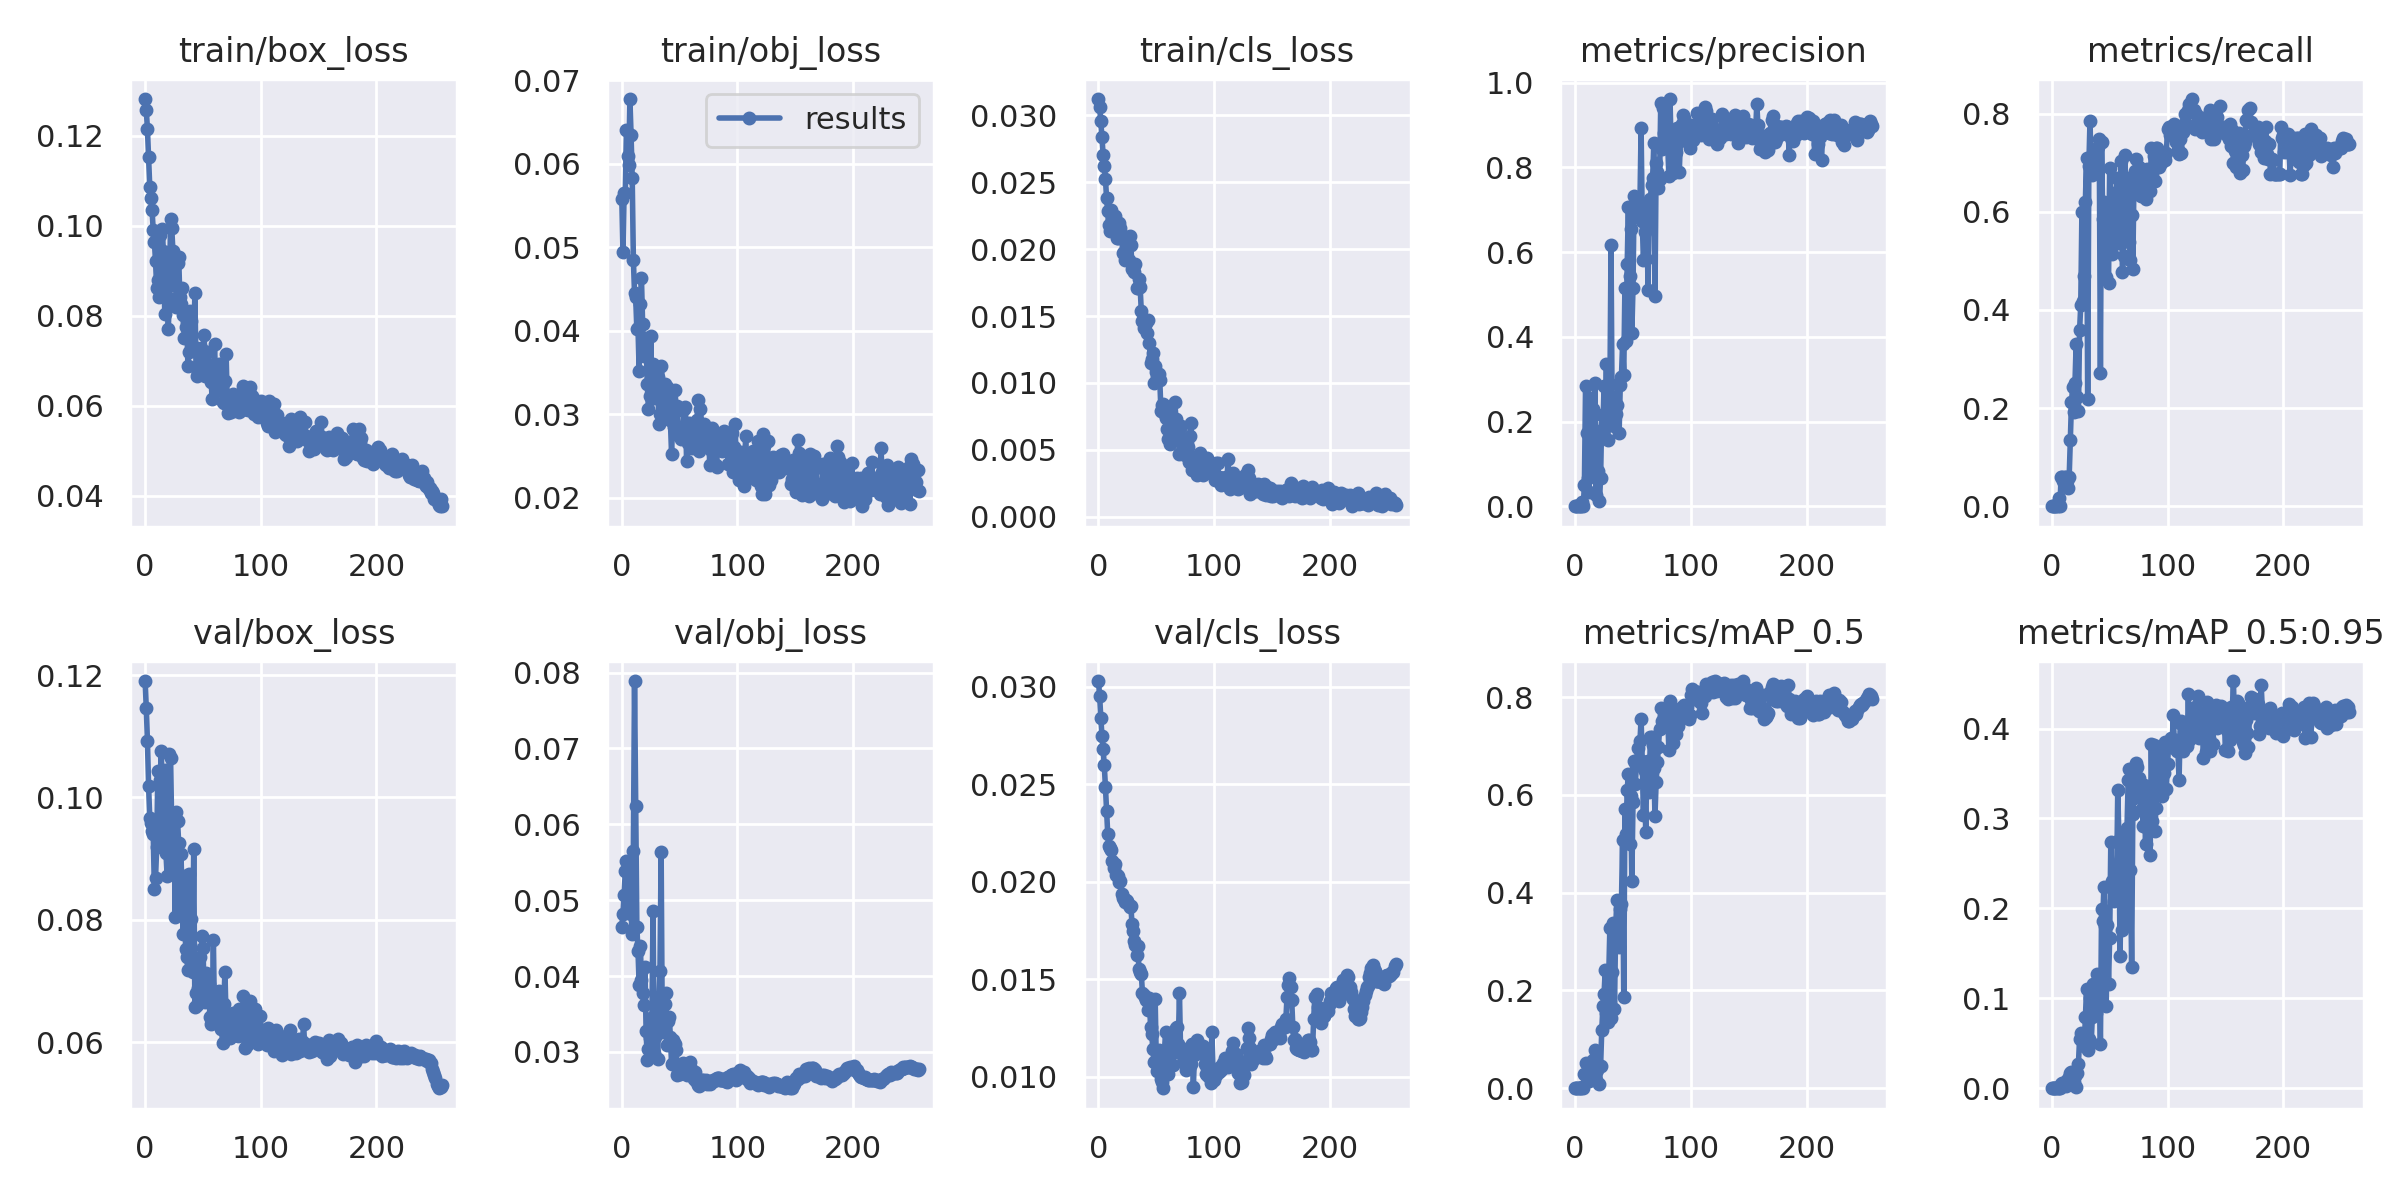 train/box_loss
train/obj_loss
train/cls_loss
metrics/precision
metrics/recall
0.12
0.10
0.08
0.06
0.04
0 100 200
0.07
0.06
0.05
0.04
0.03
0.02
results
0 100 200
0.030
0.025
0.020
0.015
0.010
0.005
0.000
0 100 200
1.0
0.8
0.6
0.4
0.2
0.0
0 100 200
0.8
0.6
0.4
0.2
0.0
0 100 200
val/box_loss
val/obj_loss
val/cls_loss
metrics/mAP_0.5
metrics/mAP_0.5:0.95
0.12
0.10
0.08
0.06
0 100 200
0.08
0.07
0.06
0.05
0.04
0.03
0 100 200
0.030
0.025
0.020
0.015
0.010
0 100 200
0.8
0.6
0.4
0.2
0.0
0 100 200
0.4
0.3
0.2
0.1
0.0
0 100 200